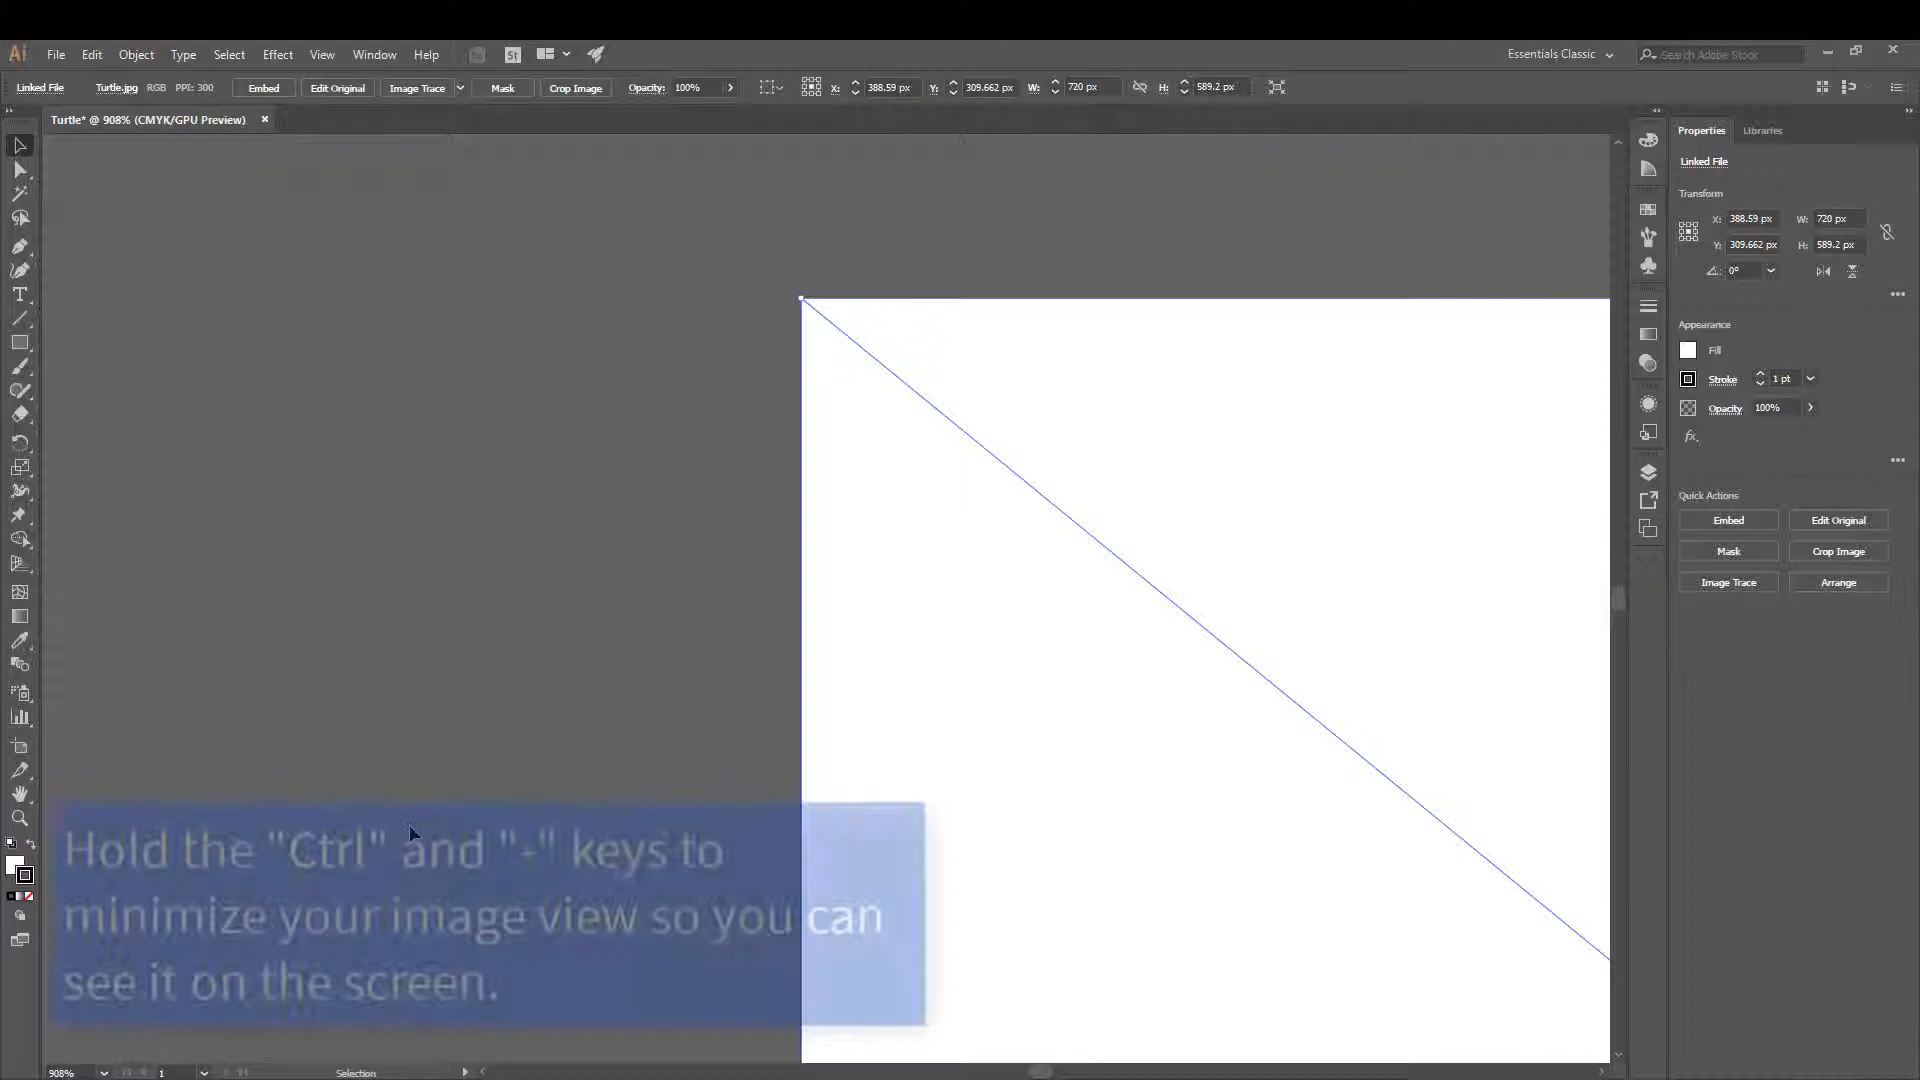 Ai File Edit Object Type Select Effect View Window Help St Essentials Classic Search Adobe Stock
Linked File Turtle.jpg RGB PPI: 300 Embed Edit Original Image Trace Mask Crop Image Opacity: 100% X: 388.59 px Y: 309.662 px W: 720 px H: 589.2 px
Turtle* @ 908% (CMYK/GPU Preview)
Properties Libraries
Linked File
Transform
X: 388.59 px W: 720 px
Y: 309.662 px H: 589.2 px
0°
Appearance
Fill
Stroke 1 pt
Opacity 100%
fx.
Quick Actions
Embed Edit Original
Mask Crop Image
Image Trace Arrange
Hold the "Ctrl" and "-" keys to
minimize your image view so you can
see it on the screen.
908% 1 Selection